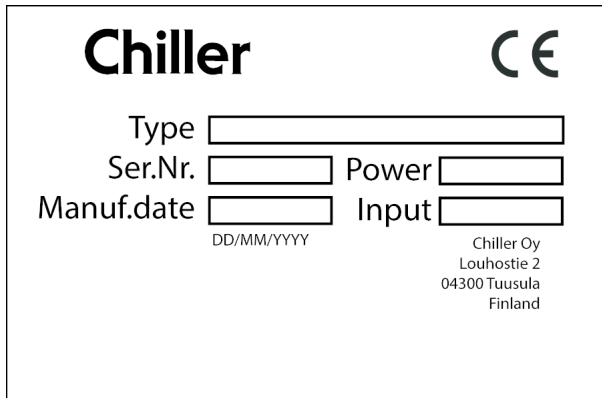 Chiller CE
Type
Ser.Nr. Power
Manuf.date Input
DD/MM/YYYY
Chiller Oy
Louhostie 2
04300 Tuusula
Finland